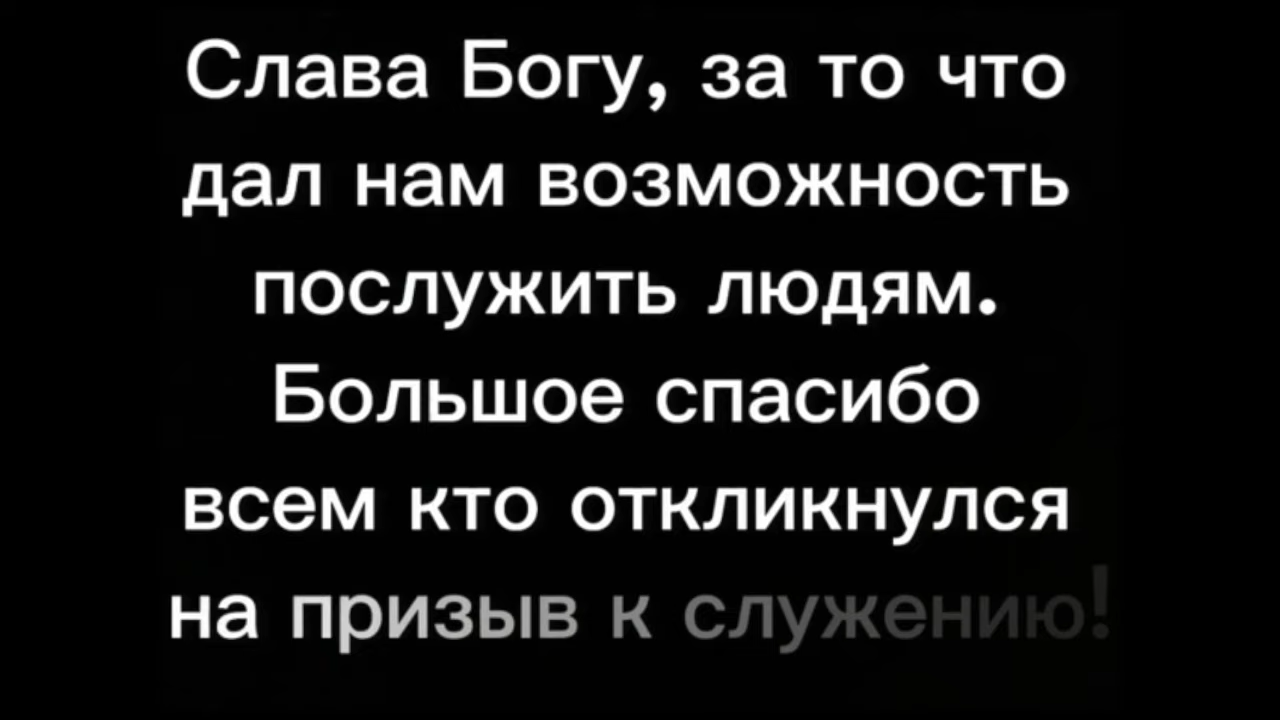 Слава Богу, за то что
дал нам возможность
послужить людям.
Большое спасибо
всем кто откликнулся
на призыв к служению!